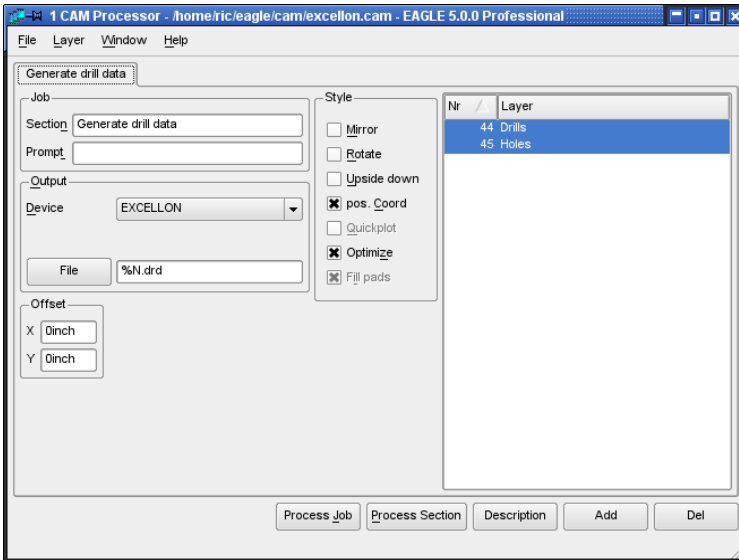 1 CAM Processor - /home/ric/eagle/cam/excellon.cam - EAGLE 5.0.0 Professional
File Layer Window Help
Generate drill data
Job
Section Generate drill data
Prompt
Output
Device EXCELLON
File %N.drd
Offset
X 0inch
Y 0inch
Style
Mirror
Rotate
Upside down
pos. Coord
Quickplot
Optimize
Fill pads
Nr Layer
44 Drills
45 Holes
Process Job Process Section Description Add Del